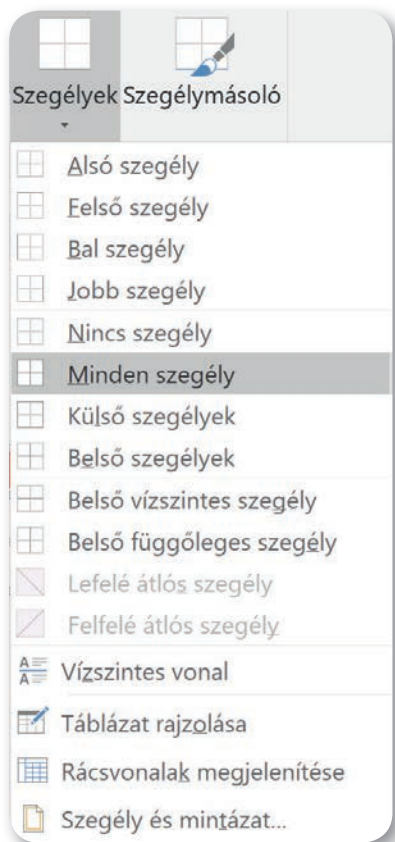 Szegélyek Szegélymásoló
Alsó szegély
Felső szegély
Bal szegély
Jobb szegély
Nincs szegély
Minden szegély
Külső szegélyek
Belső szegélyek
Belső vízszintes szegély
Belső függőleges szegély
Lefelé átlós szegély
Felfelé átlós szegély
Vízszintes vonal
Táblázat rajzolása
Rácsvonalak megjelenítése
Szegély és mintázat...